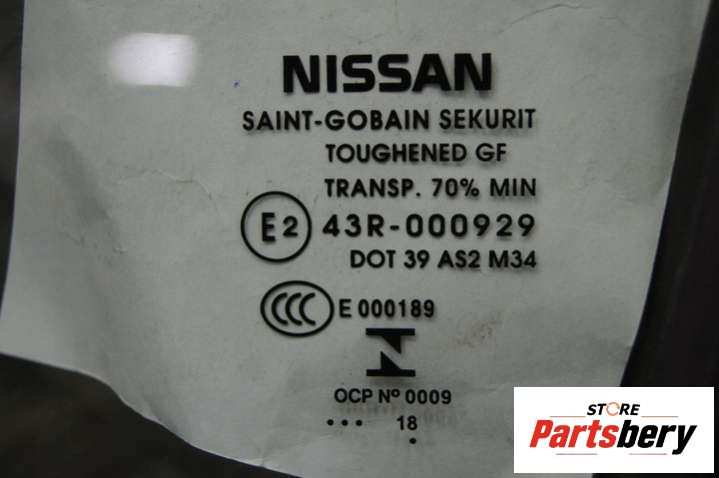 NISSAN
SAINT-GOBAIN SEKURIT
TOUGHENED GF
TRANSP. 70% MIN
E2 43R-000929
DOT 39 AS2 M34
CCC E 000189
OCP Nº 0009
••• 18
•
STORE
Partsbery